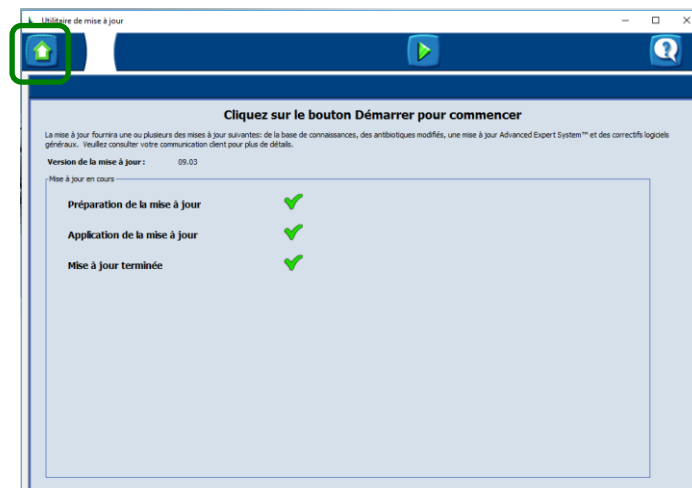 Utilitaire de mise à jour
Cliquez sur le bouton Démarrer pour commencer
La mise à jour fournira une ou plusieurs des mises à jour suivantes: de la base de connaissances, des antibiotiques modifiés, une mise à jour Advanced Expert System™ et des correctifs logiciels
généraux. Veuillez consulter votre communication client pour plus de détails.
Version de la mise à jour : 09.03
Mise à jour en cours
Préparation de la mise à jour
Application de la mise à jour
Mise à jour terminée